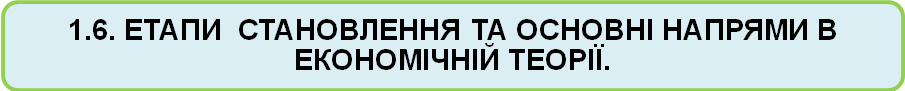 1.6. ЕТАПИ СТАНОВЛЕННЯ ТА ОСНОВНІ НАПРЯМИ В
ЕКОНОМІЧНІЙ ТЕОРІЇ.